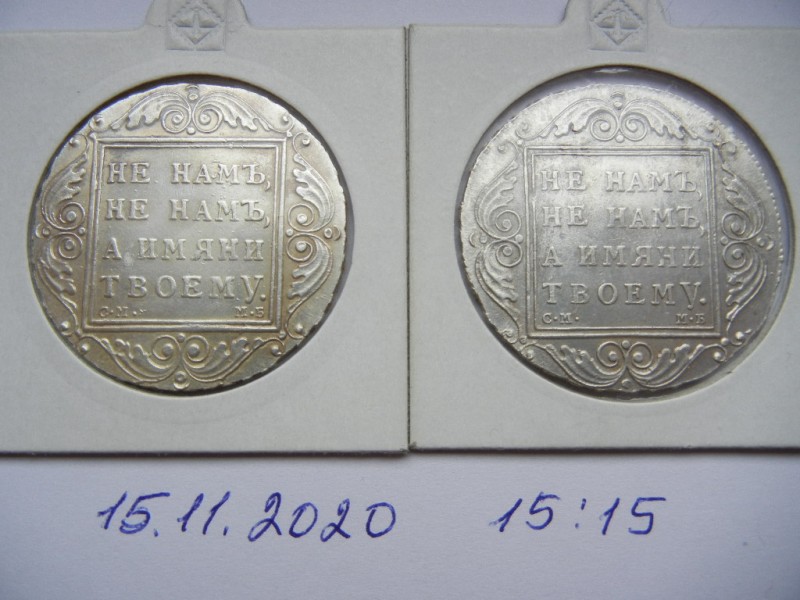 НЕ НАМЪ,
НЕ НАМЪ,
А ИМЯНИ
ТВОЕМУ.
С·М· М·Б
НЕ НАМЪ,
НЕ НАМЪ,
А ИМЯНИ
ТВОЕМУ.
С·М· М·Б
15.11.2020 15:15